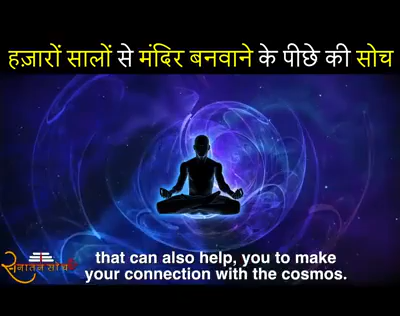 हज़ारों सालों से मंदिर बनवाने के पीछे की सोच
that can also help, you to make
your connection with the cosmos.
सनातन सोच